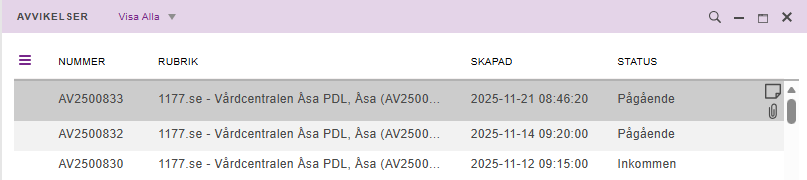 AVVIKELSER Visa Alla
NUMMER RUBRIK SKAPAD STATUS
AV2500833 1177.se - Vårdcentralen Åsa PDL, Åsa (AV2500... 2025-11-21 08:46:20 Pågående
AV2500832 1177.se - Vårdcentralen Åsa PDL, Åsa (AV2500... 2025-11-14 09:20:00 Pågående
AV2500830 1177.se - Vårdcentralen Åsa PDL, Åsa (AV2500... 2025-11-12 09:15:00 Inkommen